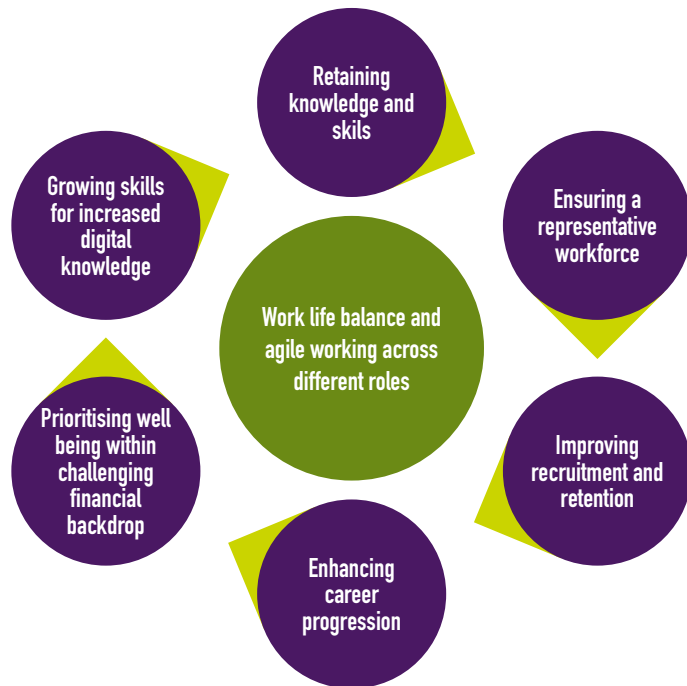 Retaining
knowledge and
skils
Ensuring a
representative
workforce
Improving
recruitment and
retention
Enhancing
career
progression
Prioritising well
being within
challenging
financial
backdrop
Growing skills
for increased
digital
knowledge
Work life balance and
agile working across
different roles